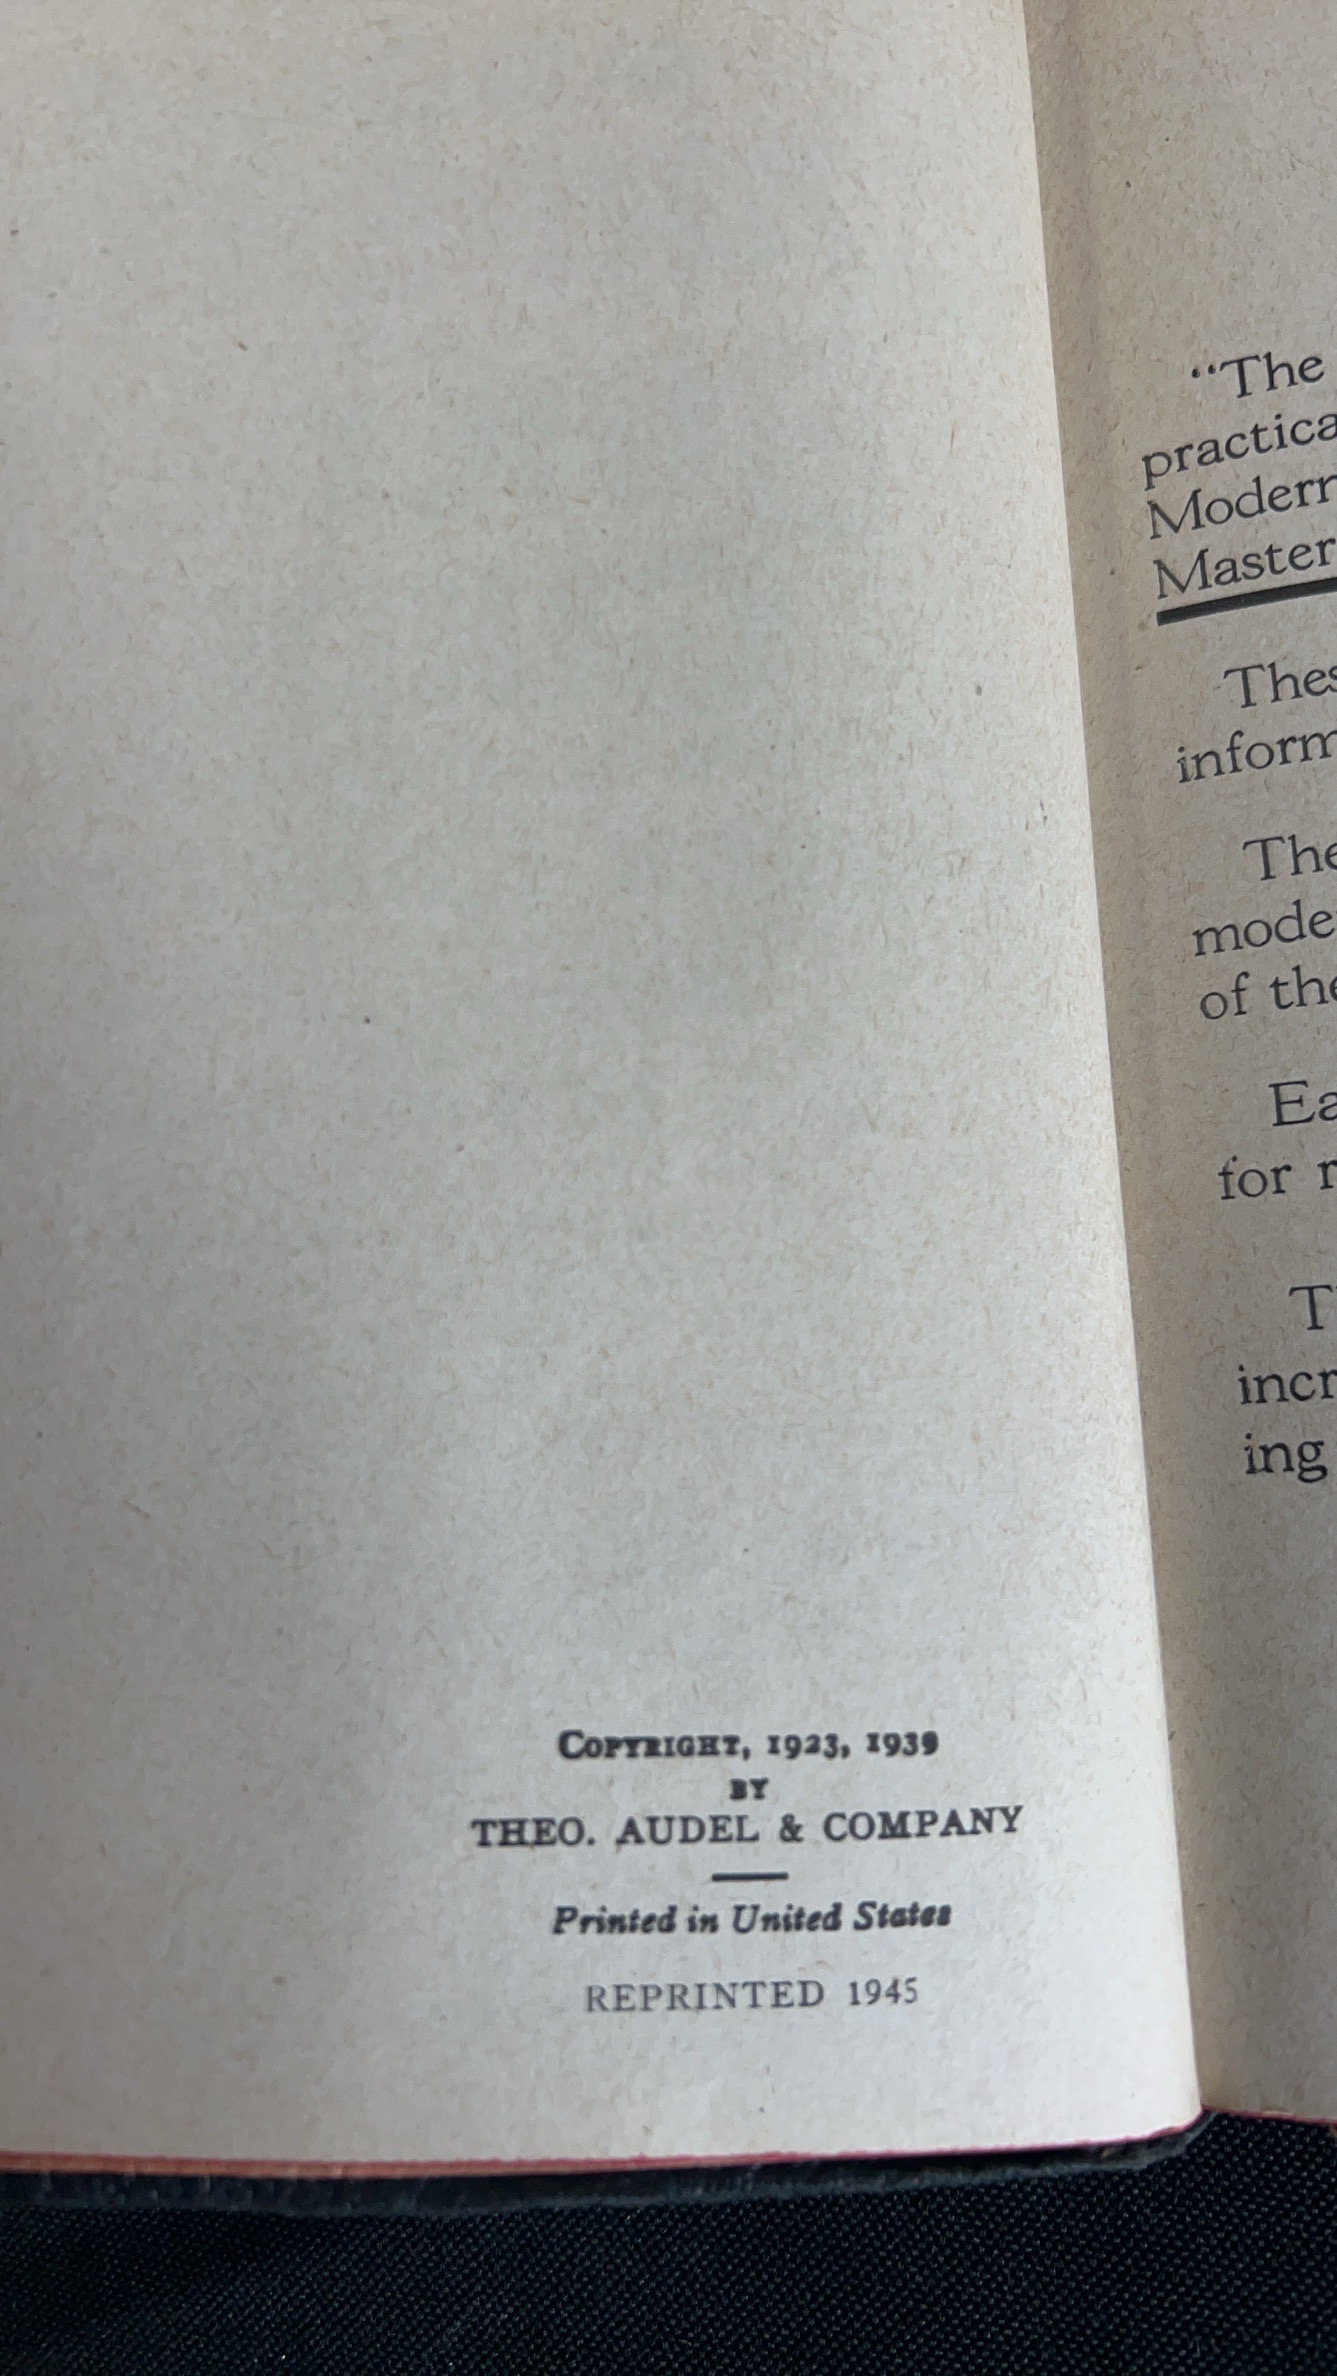 COPYRIGHT, 1923, 1939
BY
THEO. AUDEL & COMPANY
Printed in United States
REPRINTED 1945
“The
practica
Modern
Master
Thes
inform
The
mode
of the
Ea
for r
T
incr
ing